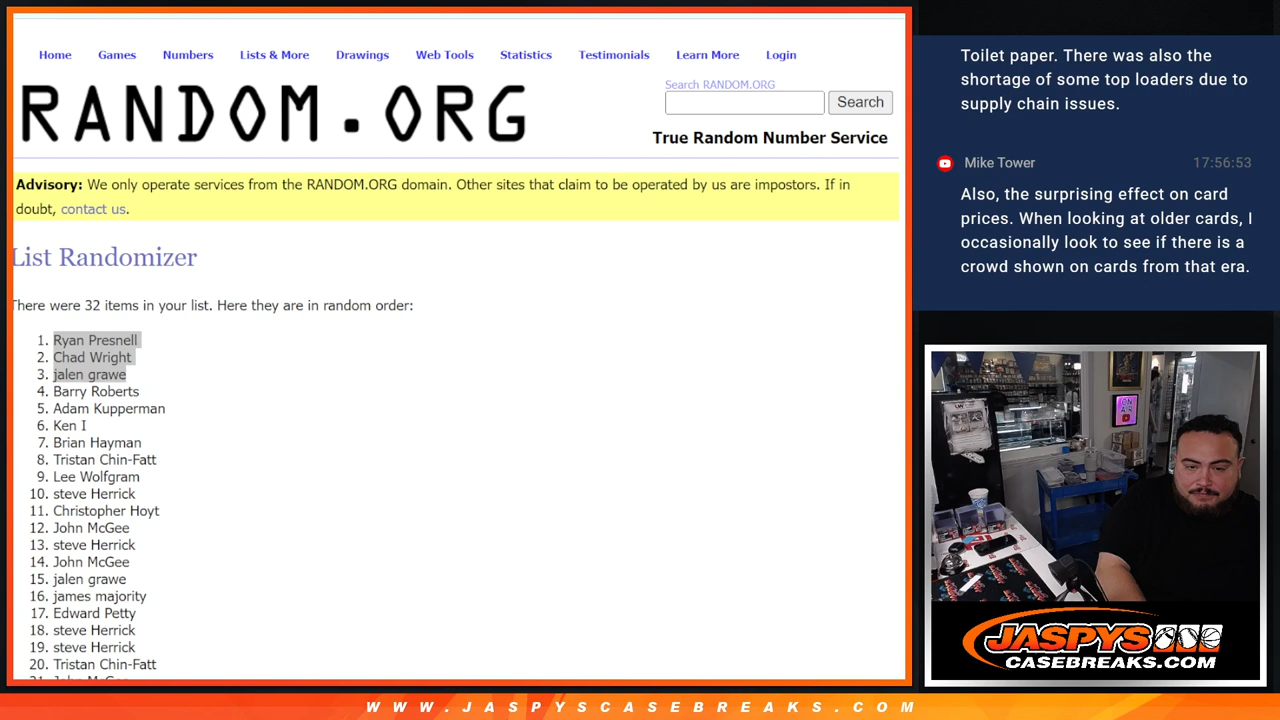 Home Games Numbers Lists & More Drawings Web Tools Statistics Testimonials Learn More Login
RANDOM.ORG
Search RANDOM.ORG
Search
True Random Number Service
Advisory: We only operate services from the RANDOM.ORG domain. Other sites that claim to be operated by us are impostors. If in
doubt, contact us.
List Randomizer
There were 32 items in your list. Here they are in random order:
1. Ryan Presnell
2. Chad Wright
3. jalen grawe
4. Barry Roberts
5. Adam Kupperman
6. Ken I
7. Brian Hayman
8. Tristan Chin-Fatt
9. Lee Wolfgram
10. steve Herrick
11. Christopher Hoyt
12. John McGee
13. steve Herrick
14. John McGee
15. jalen grawe
16. james majority
17. Edward Petty
18. steve Herrick
19. steve Herrick
20. Tristan Chin-Fatt
Toilet paper. There was also the
shortage of some top loaders due to
supply chain issues.
Mike Tower 17:56:53
Also, the surprising effect on card
prices. When looking at older cards, I
occasionally look to see if there is a
crowd shown on cards from that era.
ON
AIR
JASPYS
CASEBREAKS.COM
WWW.JASPYSCASEBREAKS.COM